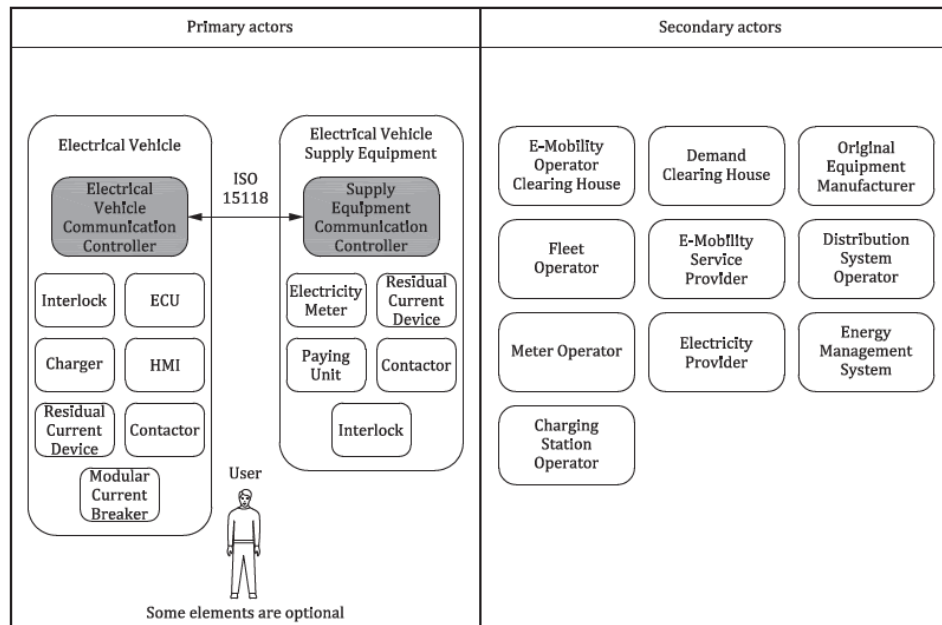 Primary actors
Secondary actors
Electrical Vehicle
Electrical
Vehicle
Communication
Controller
Interlock
ECU
Charger
HMI
Residual
Current
Device
Contactor
Modular
Current
Breaker
ISO
15118
Electrical Vehicle
Supply Equipment
Supply
Equipment
Communication
Controller
Electricity
Meter
Residual
Current
Device
Paying
Unit
Contactor
Interlock
User
Some elements are optional
E-Mobility
Operator
Clearing House
Demand
Clearing House
Original
Equipment
Manufacturer
Fleet
Operator
E-Mobility
Service
Provider
Distribution
System
Operator
Meter Operator
Electricity
Provider
Energy
Management
System
Charging
Station
Operator